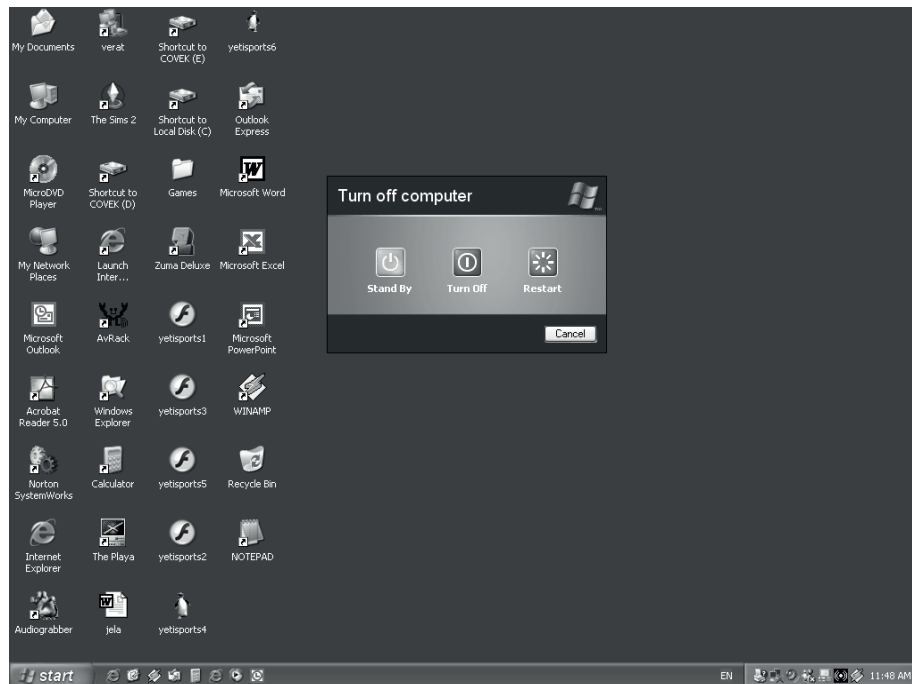 My Documents
verat
Shortcut to
COVEK (E)
yetisports6
My Computer
The Sims 2
Shortcut to
Local Disk (C)
Outlook
Express
MicroDVD
Player
Shortcut to
COVEK (D)
Games
Microsoft Word
My Network
Places
Launch
Inter...
Zuma Deluxe
Microsoft Excel
Microsoft
Outlook
AvRack
yetisports1
Microsoft
PowerPoint
Acrobat
Reader 5.0
Windows
Explorer
yetisports3
WINAMP
Norton
SystemWorks
Calculator
yetisports5
Recycle Bin
Internet
Explorer
The Playa
yetisports2
NOTEPAD
Audiograbber
jela
yetisports4
Turn off computer
Stand By
Turn Off
Restart
Cancel
start
EN
11:48 AM